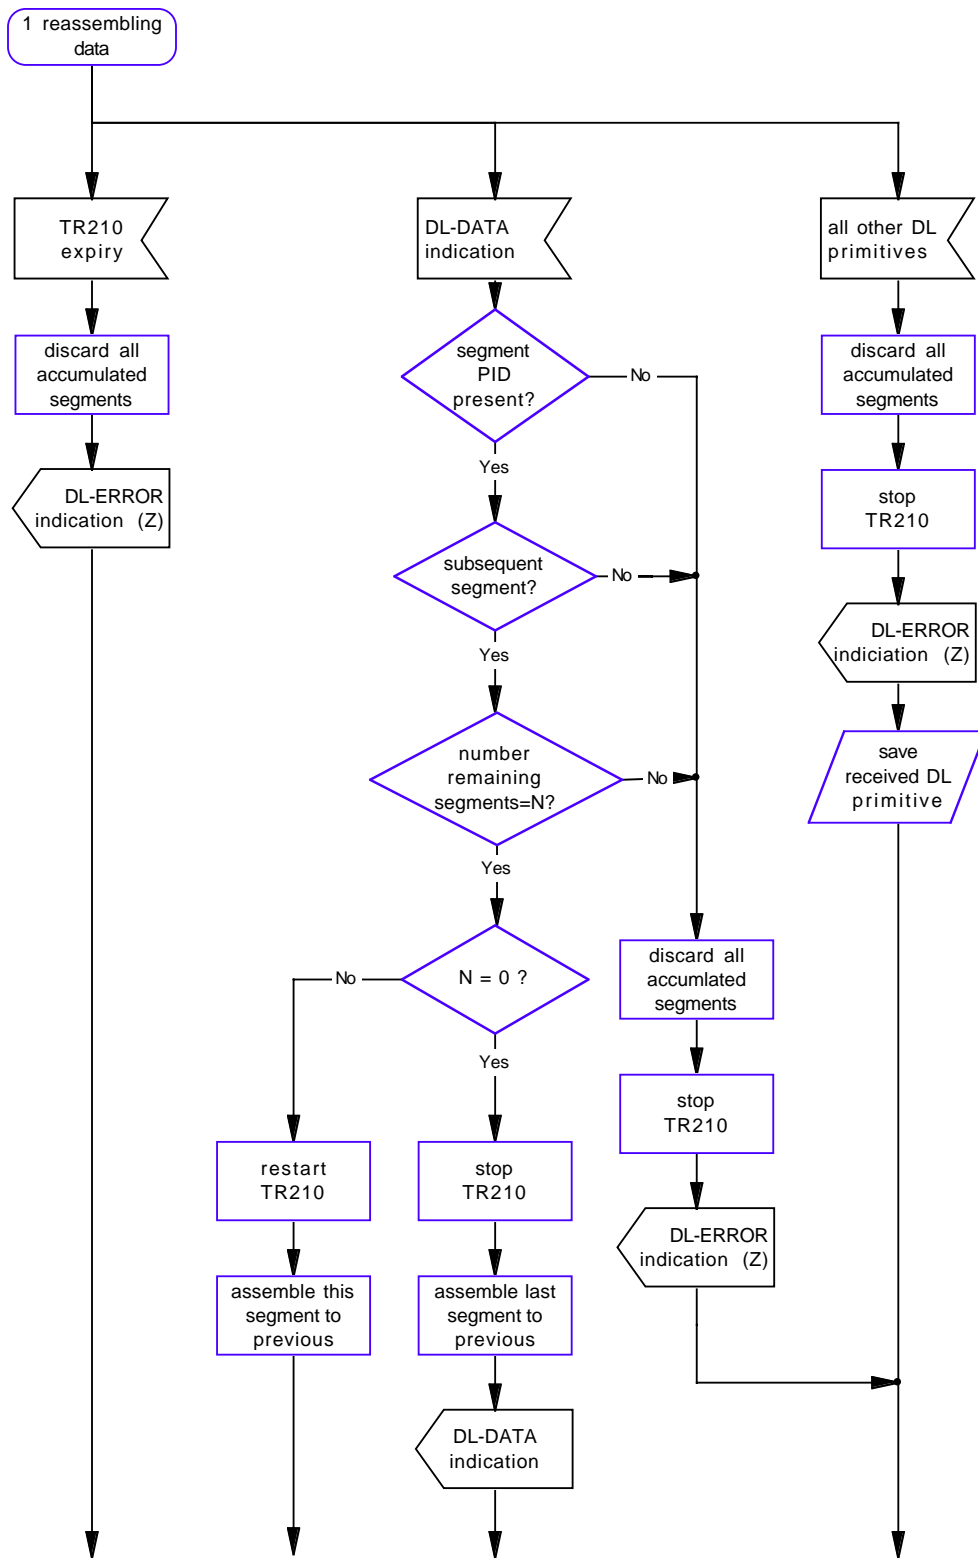 1 reassembling
data
TR210
expiry
DL-DATA
indication
all other DL
primitives
discard all
accumulated
segments
segment
PID
present?
No
discard all
accumulated
segments
Yes
DL-ERROR
indication (Z)
stop
TR210
subsequent
segment?
No
Yes
DL-ERROR
indiciation (Z)
number
remaining
segments=N?
No
save
received DL
primitive
Yes
N = 0 ?
No
discard all
accumlated
segments
Yes
stop
TR210
restart
TR210
stop
TR210
DL-ERROR
indication (Z)
assemble this
segment to
previous
assemble last
segment to
previous
DL-DATA
indication